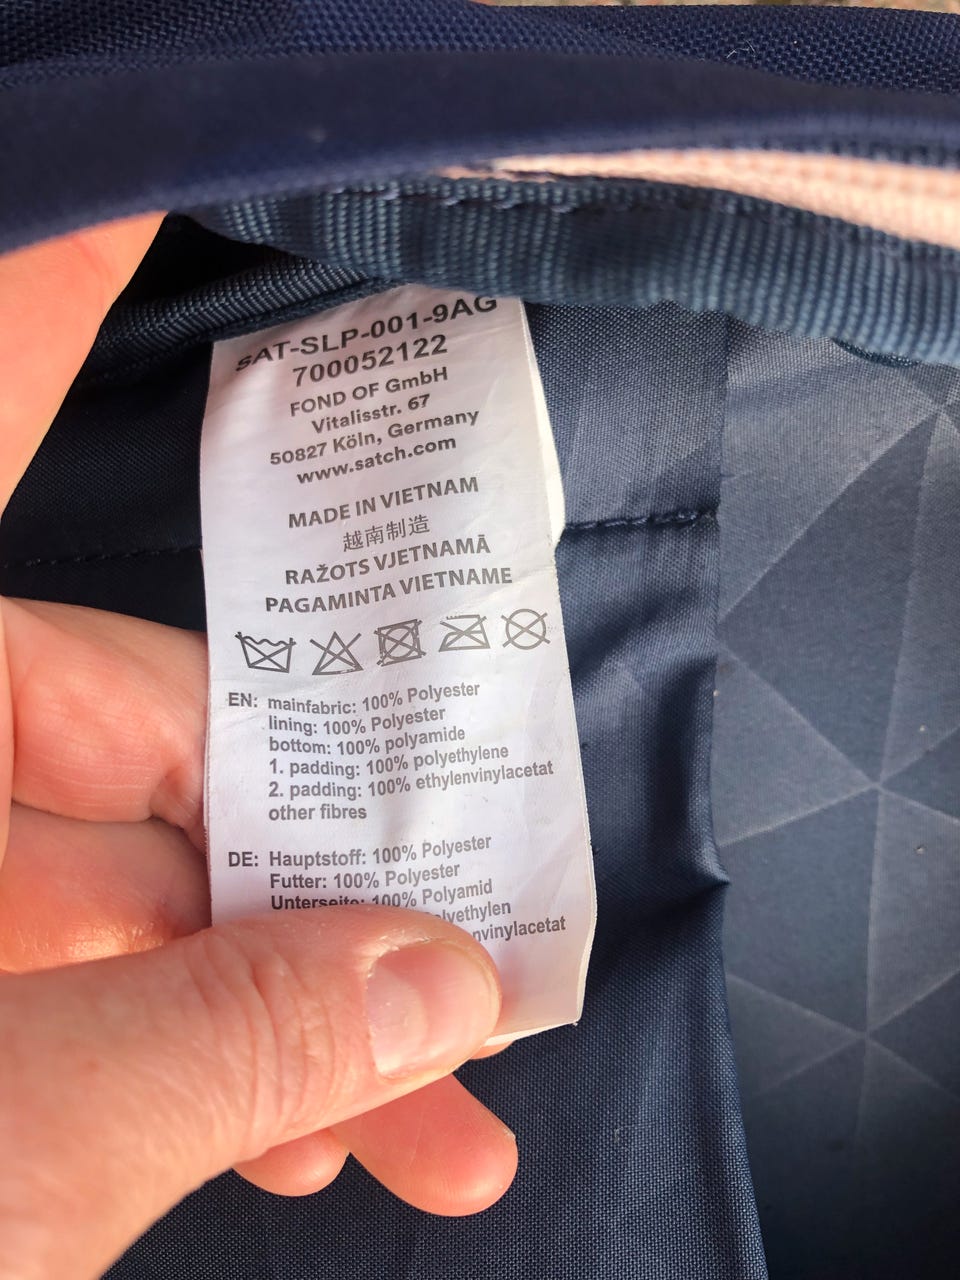 SAT-SLP-001-9AG
700052122
FOND OF GmbH
Vitalisstr. 67
50827 Köln, Germany
www.satch.com
MADE IN VIETNAM
越南制造
RAŽOTS VJETNAMĀ
PAGAMINTA VIETNAME
EN: mainfabric: 100% Polyester
lining: 100% Polyester
bottom: 100% polyamide
1. padding: 100% polyethylene
2. padding: 100% ethylenvinylacetat
other fibres
DE: Hauptstoff: 100% Polyester
Futter: 100% Polyester
Unterseite: 100% Polyamid